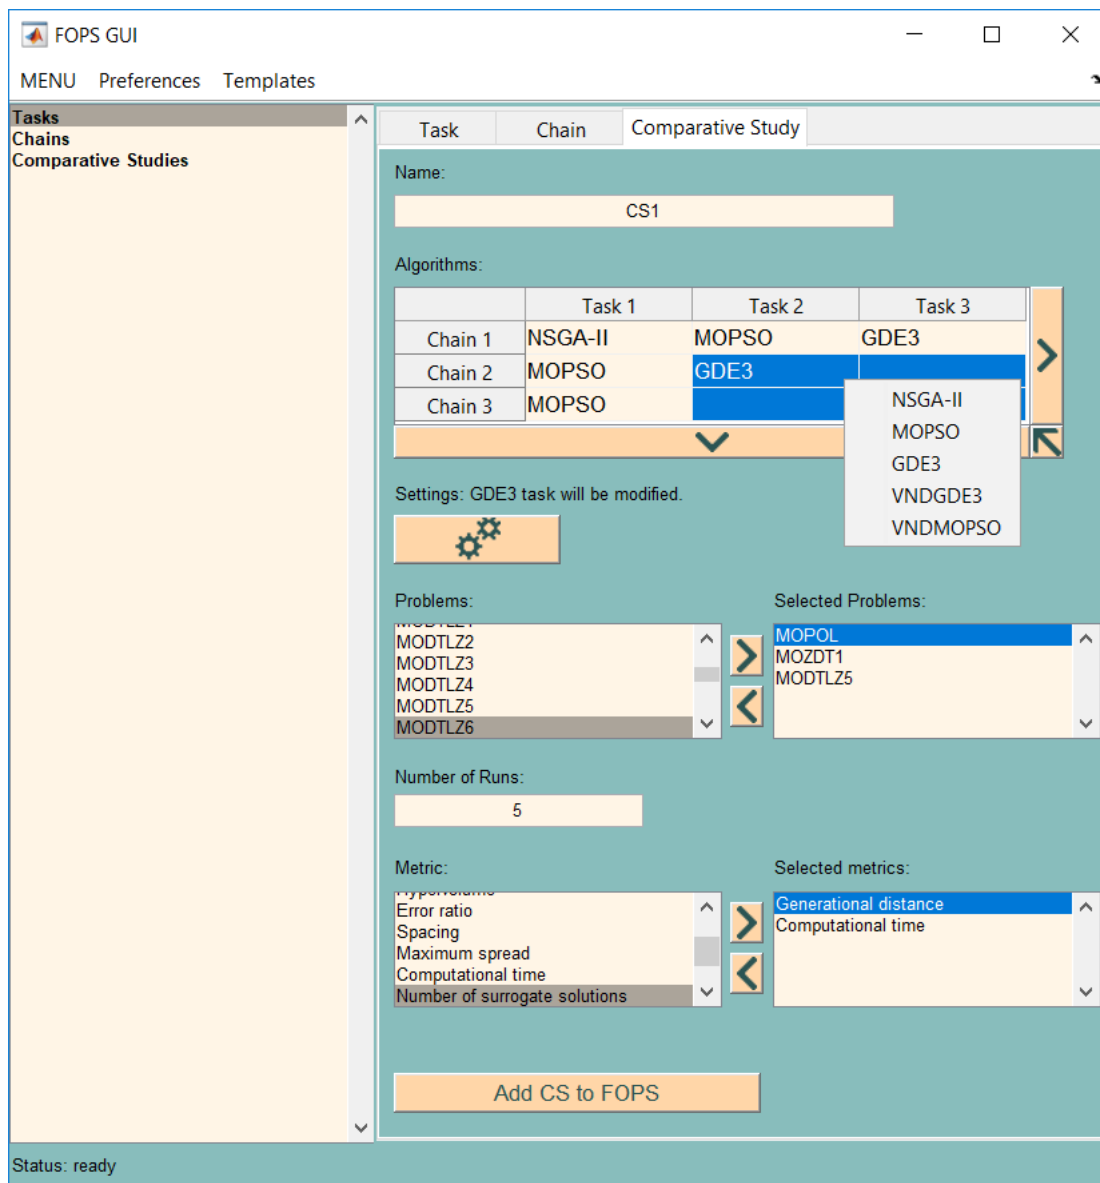 FOPS GUI
MENU Preferences Templates
Tasks
Chains
Comparative Studies
Task Chain Comparative Study
Name:
CS1
Algorithms:
Task 1 Task 2 Task 3
Chain 1 NSGA-II MOPSO GDE3
Chain 2 MOPSO GDE3
Chain 3 MOPSO
NSGA-II
MOPSO
GDE3
VNDGDE3
VNDMOPSO
Settings: GDE3 task will be modified.
Problems:
MODTLZ2
MODTLZ3
MODTLZ4
MODTLZ5
MODTLZ6
Selected Problems:
MOPOL
MOZDT1
MODTLZ5
Number of Runs:
5
Metric:
Hypervolume
Error ratio
Spacing
Maximum spread
Computational time
Number of surrogate solutions
Selected metrics:
Generational distance
Computational time
Add CS to FOPS
Status: ready